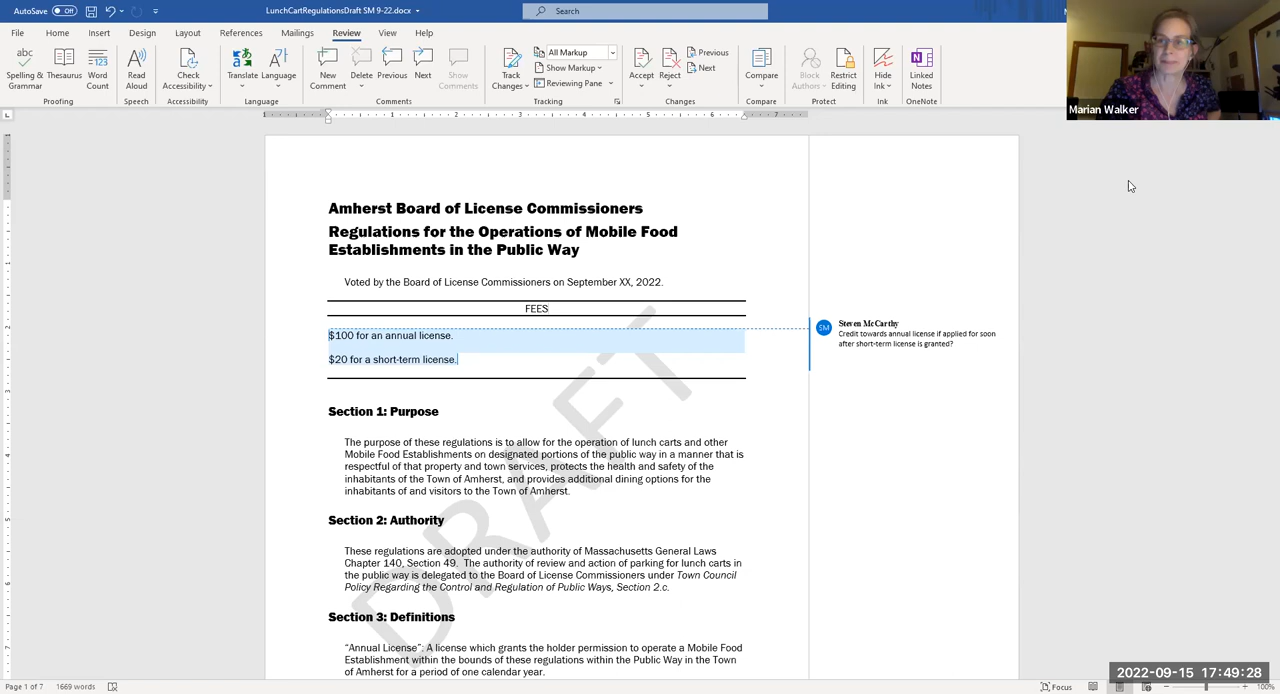 AutoSave Off LunchCartRegulationsDraft SM 9-22.docx Search
File Home Insert Design Layout References Mailings Review View Help
Spelling & Grammar
Thesaurus
Word Count
Proofing
Read Aloud
Speech
Check Accessibility
Accessibility
Translate
Language
Language
New Comment
Delete
Previous
Next
Show Comments
Comments
Track Changes
All Markup
Show Markup
Reviewing Pane
Tracking
Accept
Reject
Previous
Next
Changes
Compare
Compare
Block Authors
Restrict Editing
Protect
Hide Ink
Ink
Linked Notes
OneNote
Marian Walker
Amherst Board of License Commissioners
Regulations for the Operations of Mobile Food
Establishments in the Public Way
Voted by the Board of License Commissioners on September XX, 2022.
FEES
$100 for an annual license.
$20 for a short-term license.
SM
Steven McCarthy
Credit towards annual license if applied for soon
after short-term license is granted?
DRAFT
Section 1: Purpose
The purpose of these regulations is to allow for the operation of lunch carts and other
Mobile Food Establishments on designated portions of the public way in a manner that is
respectful of that property and town services, protects the health and safety of the
inhabitants of the Town of Amherst, and provides additional dining options for the
inhabitants of and visitors to the Town of Amherst.
Section 2: Authority
These regulations are adopted under the authority of Massachusetts General Laws
Chapter 140, Section 49. The authority of review and action of parking for lunch carts in
the public way is delegated to the Board of License Commissioners under Town Council
Policy Regarding the Control and Regulation of Public Ways, Section 2.c.
Section 3: Definitions
“Annual License”: A license which grants the holder permission to operate a Mobile Food
Establishment within the bounds of these regulations within the Public Way in the Town
of Amherst for a period of one calendar year.
2022-09-15 17:49:28
Page 1 of 7 1669 words Focus 100%